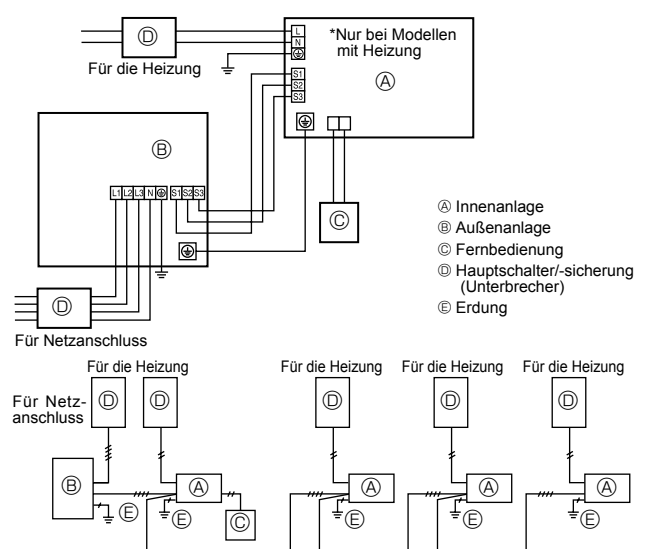 Ⓓ
Für die Heizung
L
N
*Nur bei Modellen
mit Heizung
Ⓐ
S1
S2
S3
Ⓑ
L1 L2 L3 N S1 S2 S3
Ⓒ
Ⓓ
Für Netzanschluss
Ⓐ Innenanlage
Ⓑ Außenanlage
Ⓒ Fernbedienung
Ⓓ Hauptschalter/-sicherung
(Unterbrecher)
Ⓔ Erdung
Für die Heizung Für die Heizung Für die Heizung Für die Heizung
Für Netz-
anschluss
Ⓓ Ⓓ Ⓓ Ⓓ Ⓓ
Ⓑ Ⓐ Ⓐ Ⓐ Ⓐ
Ⓔ Ⓔ Ⓒ Ⓔ Ⓔ Ⓔ